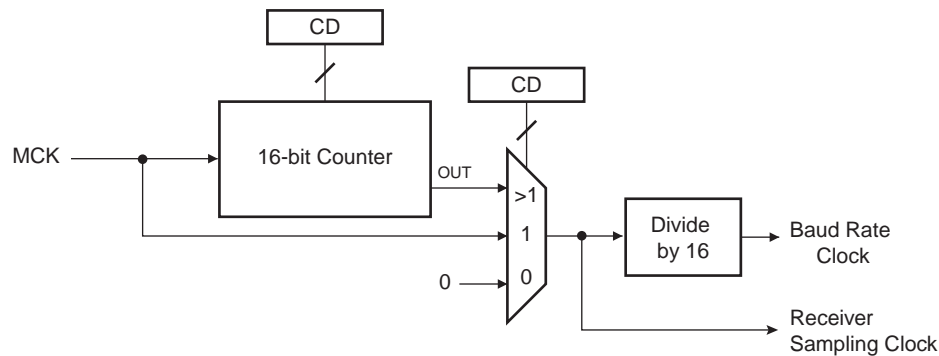 CD
CD
MCK
16-bit Counter
OUT
>1
1
0
0
Divide
by 16
Baud Rate
Clock
Receiver
Sampling Clock